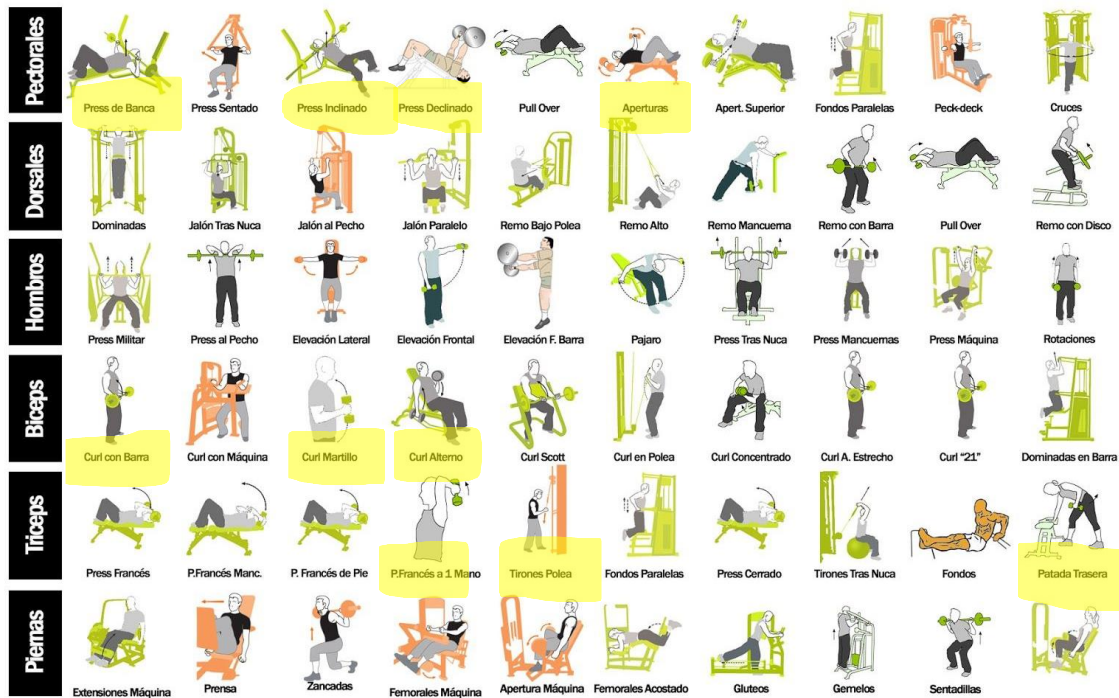 Pectorales
Press de Banca
Press Sentado
Press Inclinado
Press Declinado
Pull Over
Aperturas
Apert. Superior
Fondos Paralelas
Peck-deck
Cruces
Dorsales
Dominadas
Jalón Tras Nuca
Jalón al Pecho
Jalón Paralelo
Remo Bajo Polea
Remo Alto
Remo Mancuerna
Remo con Barra
Pull Over
Remo con Disco
Hombros
Press Militar
Press al Pecho
Elevación Lateral
Elevación Frontal
Elevación F. Barra
Pajaro
Press Tras Nuca
Press Mancuernas
Press Máquina
Rotaciones
Biceps
Curl con Barra
Curl con Máquina
Curl Martillo
Curl Alterno
Curl Scott
Curl en Polea
Curl Concentrado
Curl A. Estrecho
Curl “21”
Dominadas en Barra
Triceps
Press Francés
P.Francés Manc.
P. Francés de Pie
P.Francés a 1 Mano
Tirones Polea
Fondos Paralelas
Press Cerrado
Tirones Tras Nuca
Fondos
Patada Trasera
Piernas
Extensiones Máquina
Prensa
Zancadas
Femorales Máquina
Apertura Máquina
Femorales Acostado
Gluteos
Gemelos
Sentadillas